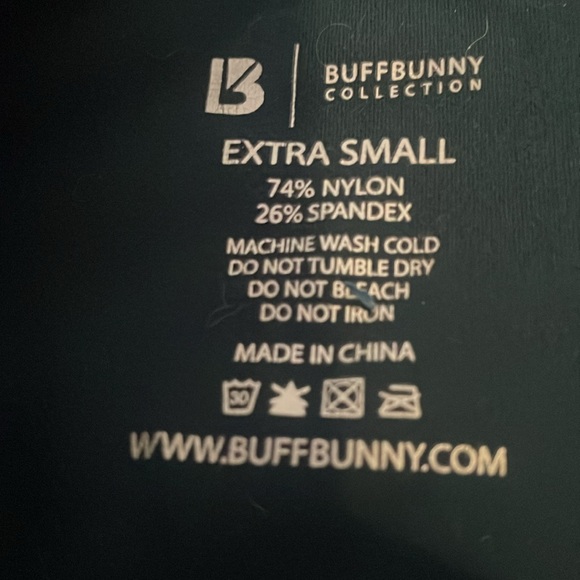 B
BUFFBUNNY
COLLECTION
EXTRA SMALL
74% NYLON
26% SPANDEX
MACHINE WASH COLD
DO NOT TUMBLE DRY
DO NOT BLEACH
DO NOT IRON
MADE IN CHINA
30
WWW.BUFFBUNNY.COM